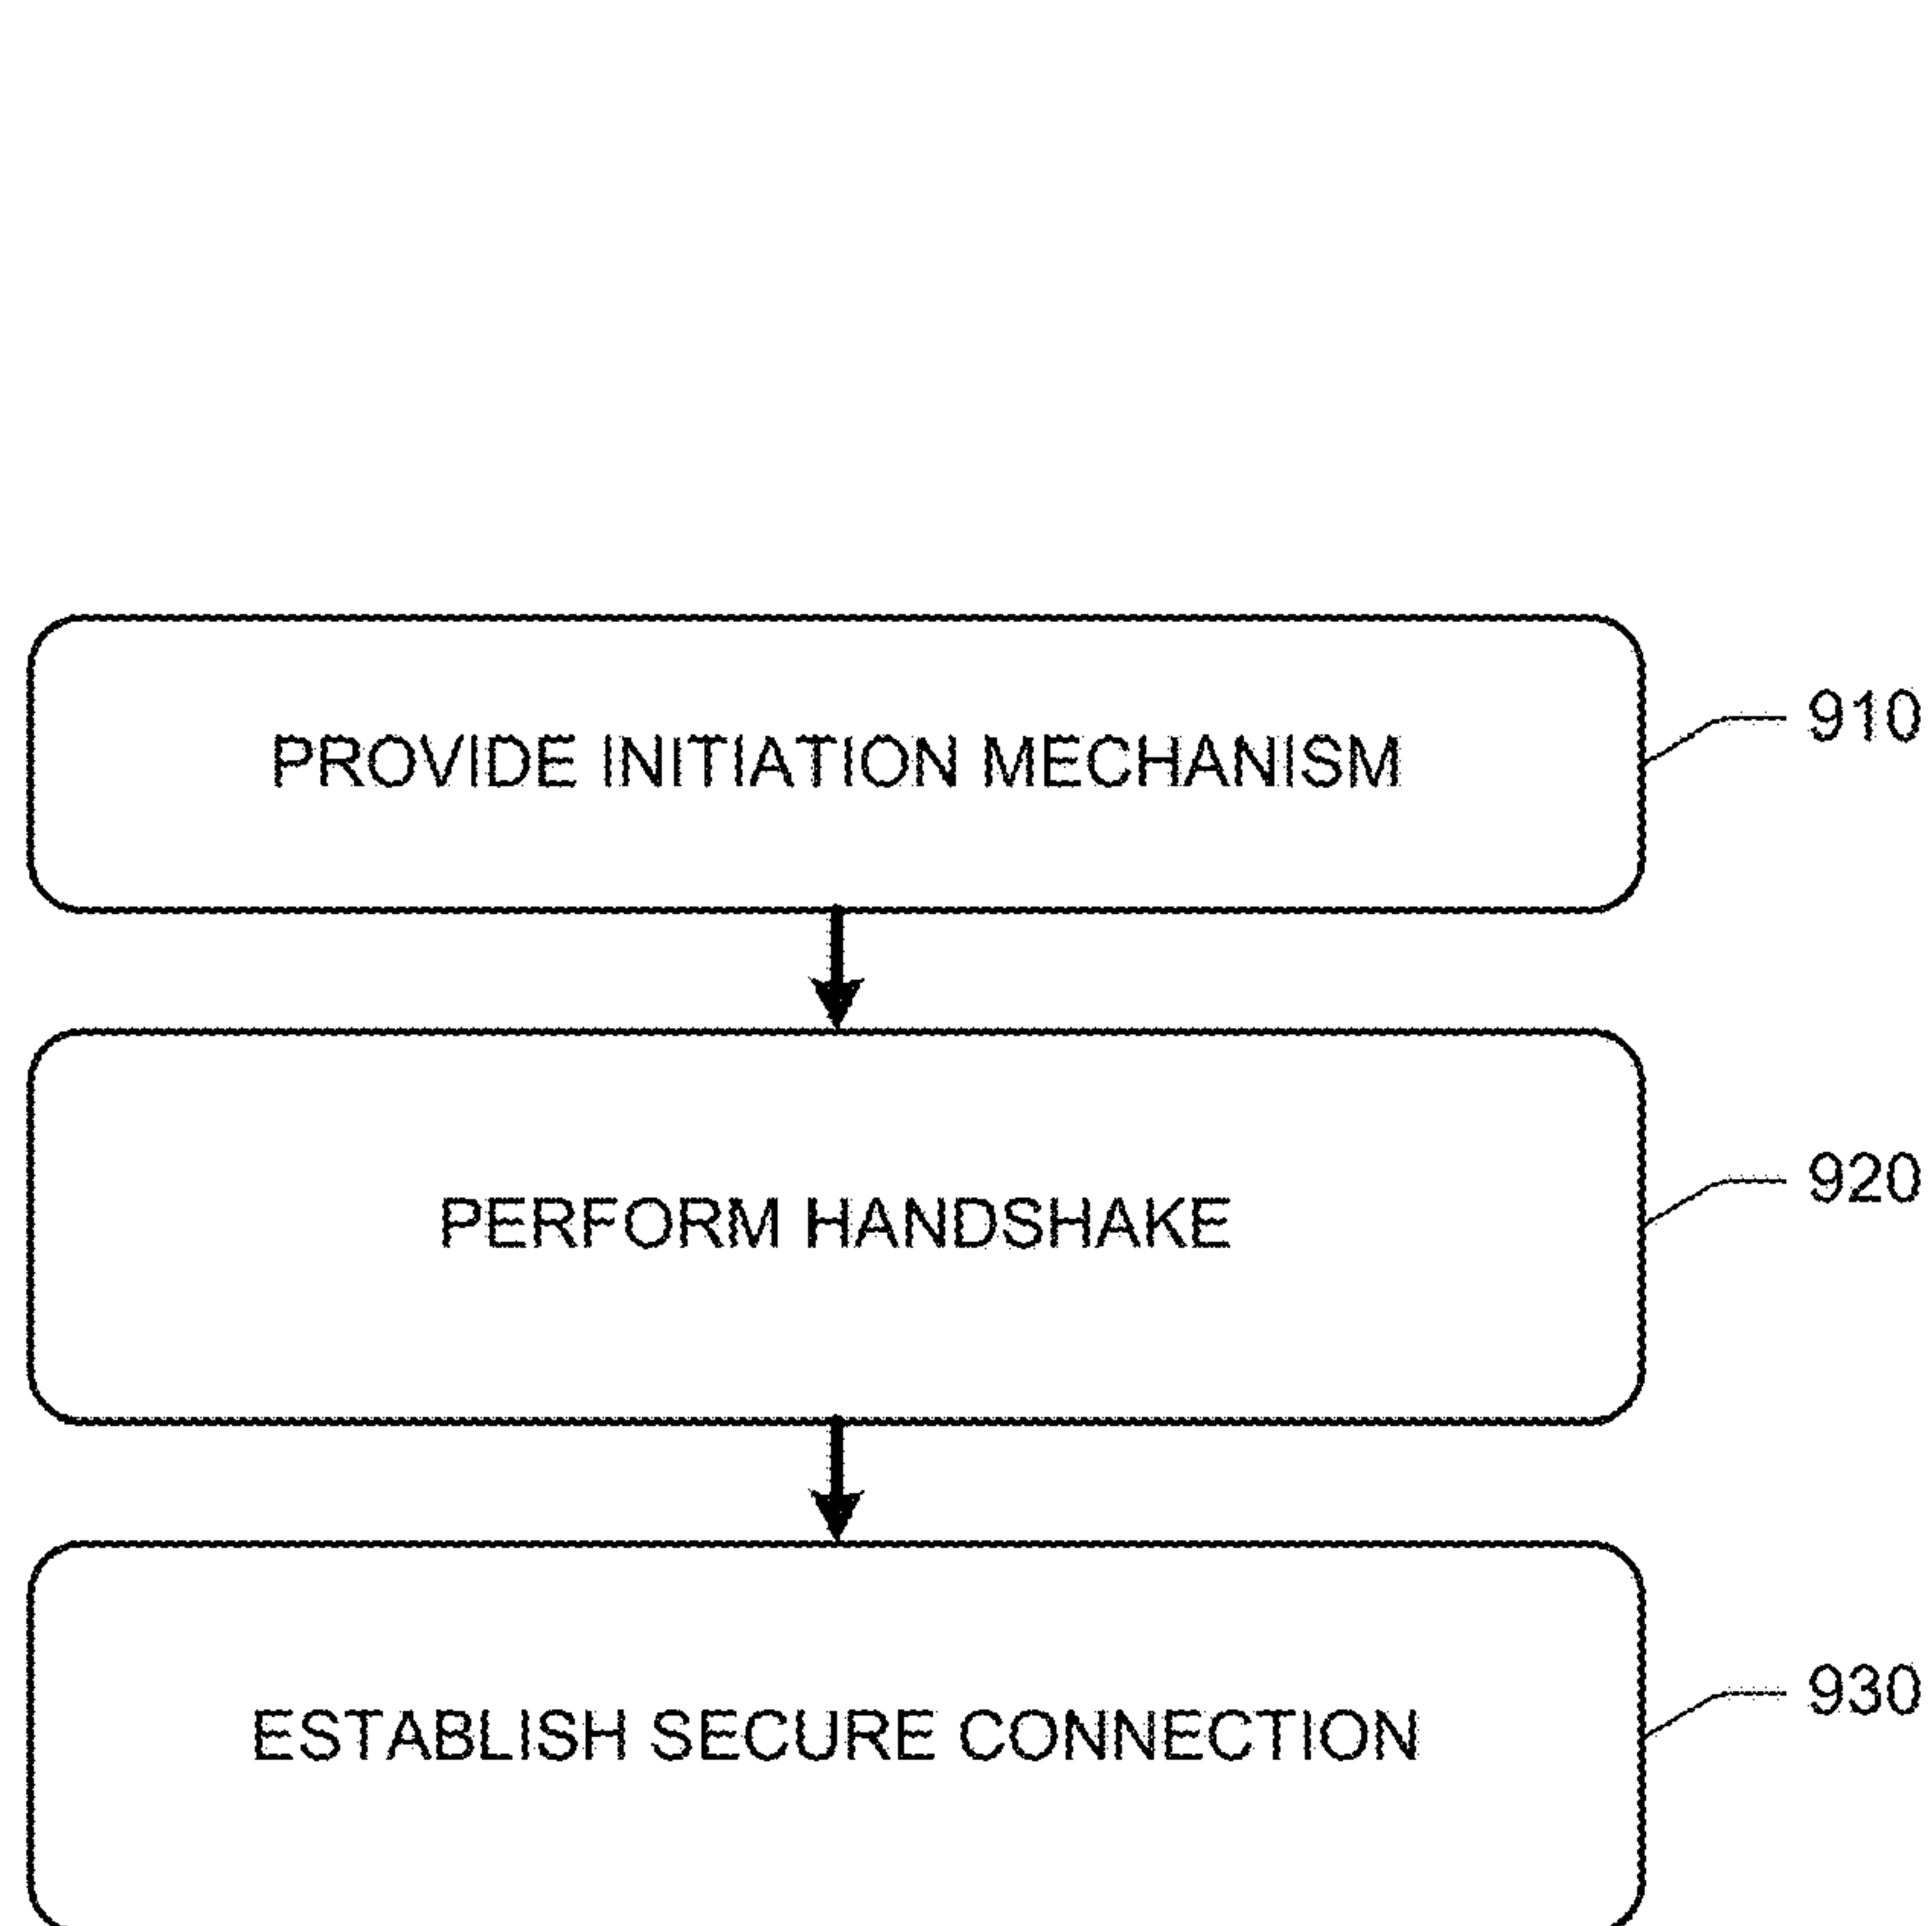 PROVIDE INITIATION MECHANISM
910
PERFORM HANDSHAKE
920
ESTABLISH SECURE CONNECTION
930